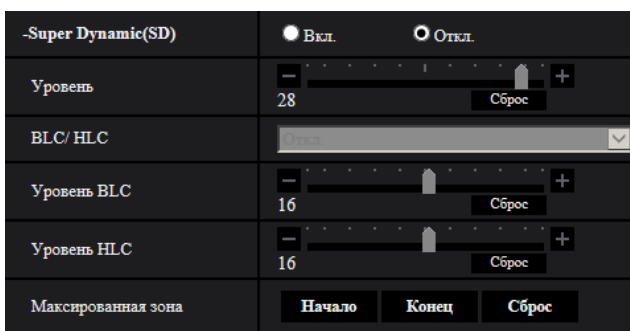 -Super Dynamic(SD) Вкл. Откл.
Уровень
28 Сброс
BLC/ HLC Откл.
Уровень BLC
16 Сброс
Уровень HLC
16 Сброс
Максированная зона Начало Конец Сброс